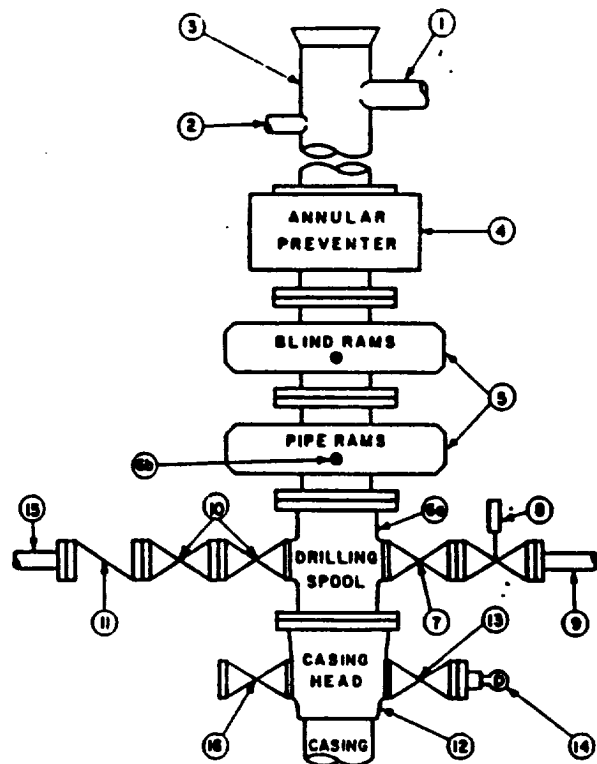 3
1
2
ANNULAR
PREVENTER
4
BLIND RAMS
5
PIPE RAMS
6b
15
10
6a
8
DRILLING
SPOOL
11
7
13
9
CASING
HEAD
16
12
14
CASING